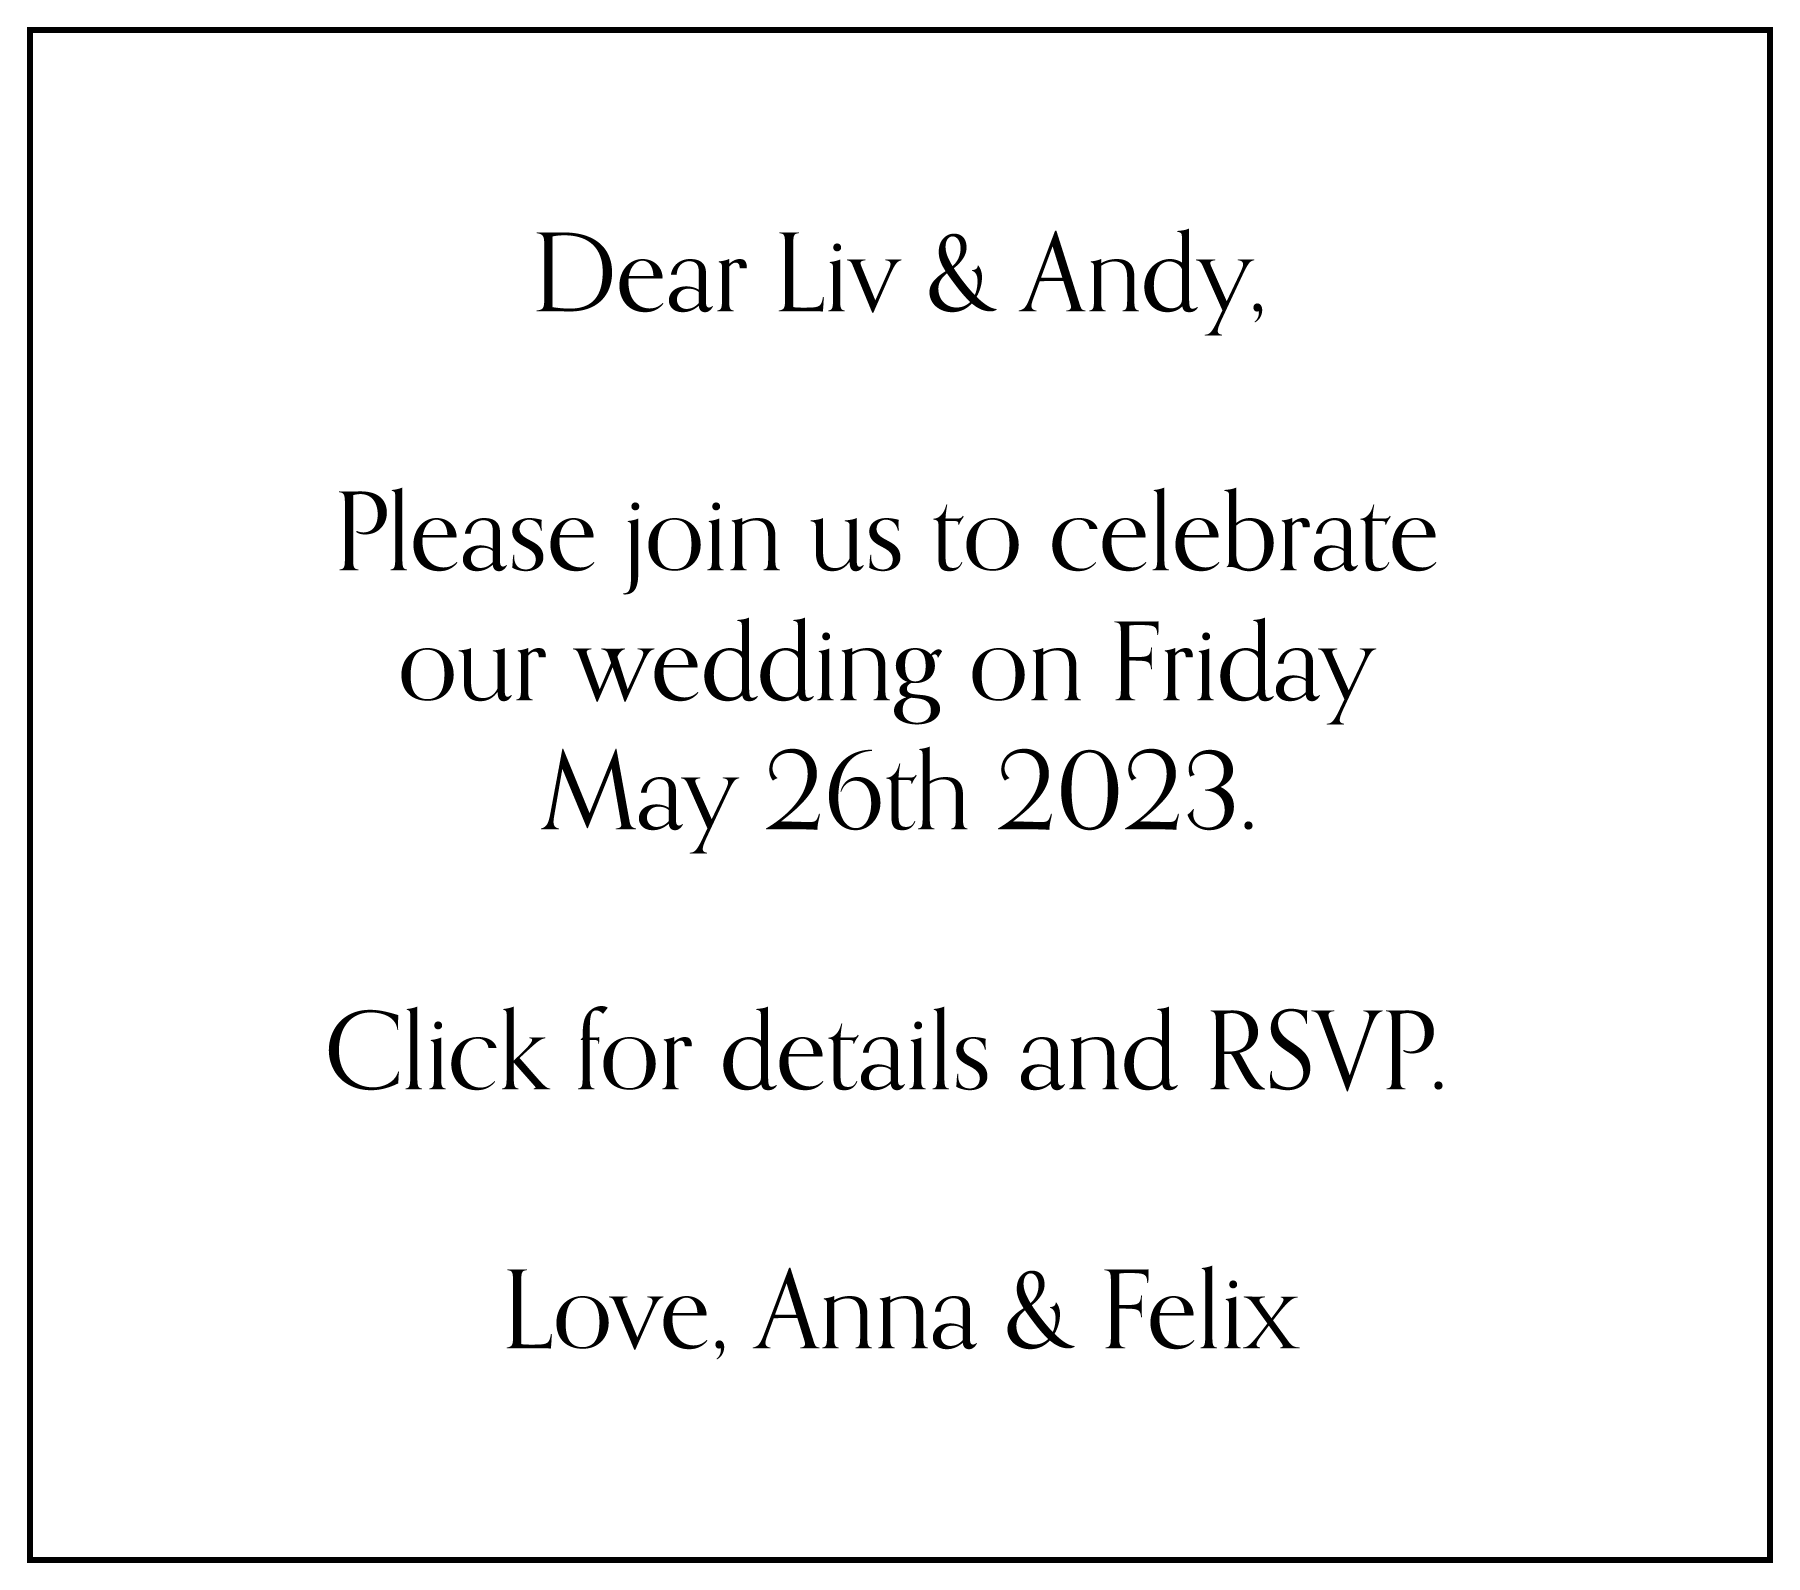 Dear Liv & Andy,
Please join us to celebrate
our wedding on Friday
May 26th 2023.
Click for details and RSVP.
Love, Anna & Felix